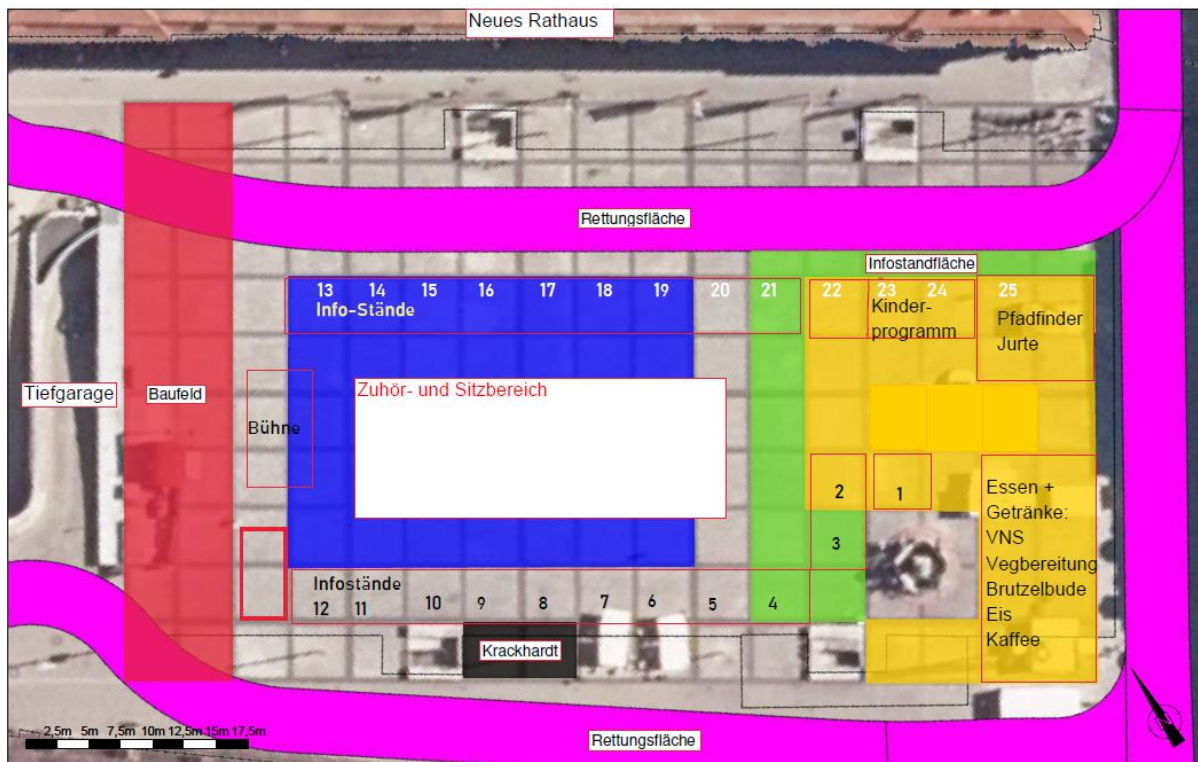 Neues Rathaus
Rettungsfläche
Infostandfläche
13 14 15 16 17 18 19 20 21 22 23 24 25
Info-Stände
Kinder-
programm
Pfadfinder
Jurte
Tiefgarage
Baufeld
Bühne
Zuhör- und Sitzbereich
2
1
3
Essen +
Getränke:
VNS
Vegbereitung
Brutzelbude
Eis
Kaffee
Infostände
12 11 10 9 8 7 6 5 4
Krackhardt
2,5m 5m 7,5m 10m 12,5m 15m 17,5m
Rettungsfläche